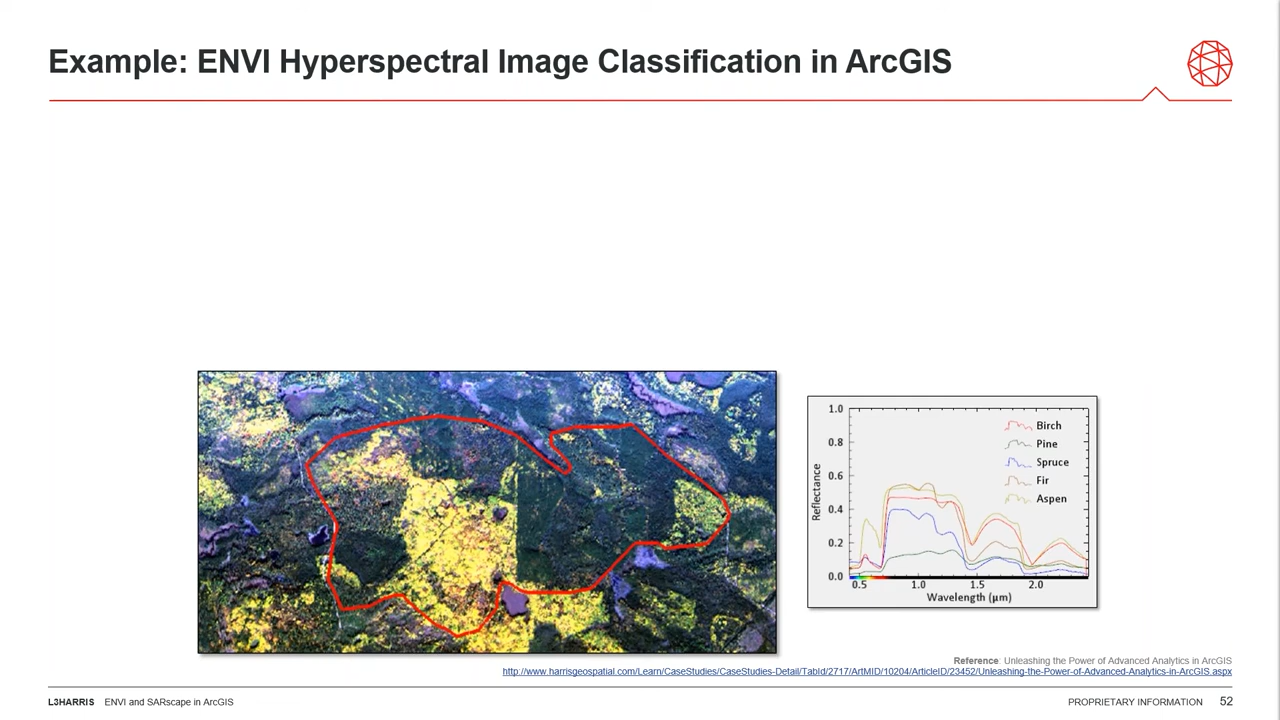 Example: ENVI Hyperspectral Image Classification in ArcGIS
1.0
0.8
0.6
0.4
0.2
0.0
Reflectance
Birch
Pine
Spruce
Fir
Aspen
0.5 1.0 1.5 2.0
Wavelength (μm)
Reference: Unleashing the Power of Advanced Analytics in ArcGIS
http://www.harrisgeospatial.com/Learn/CaseStudies/CaseStudies-Detail/TabId/2717/ArtMID/10204/ArticleID/23452/Unleashing-the-Power-of-Advanced-Analytics-in-ArcGIS.aspx
L3HARRIS ENVI and SARscape in ArcGIS
PROPRIETARY INFORMATION 52